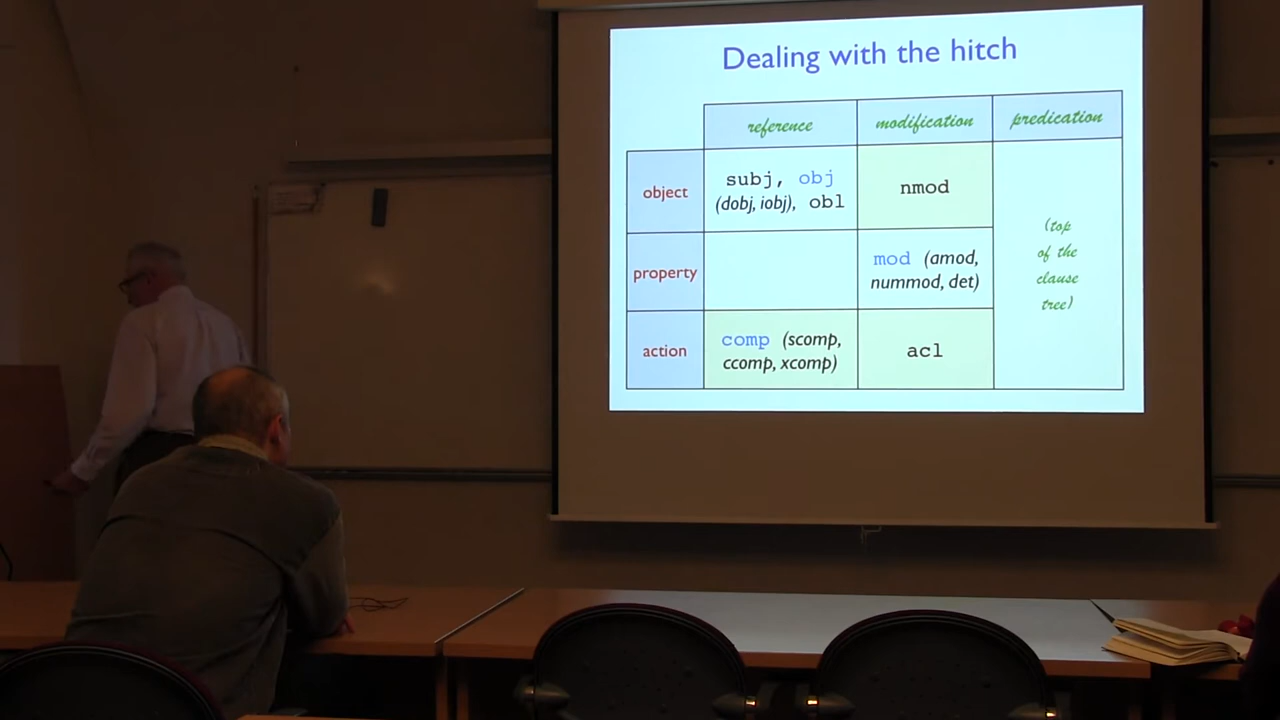 Dealing with the hitch
reference modification predication
object
subj, obj
(dobj, iobj), obl
nmod
property
mod (amod,
nummod, det)
action
comp (scomp,
ccomp, xcomp)
acl
(top
of the
clause
tree)